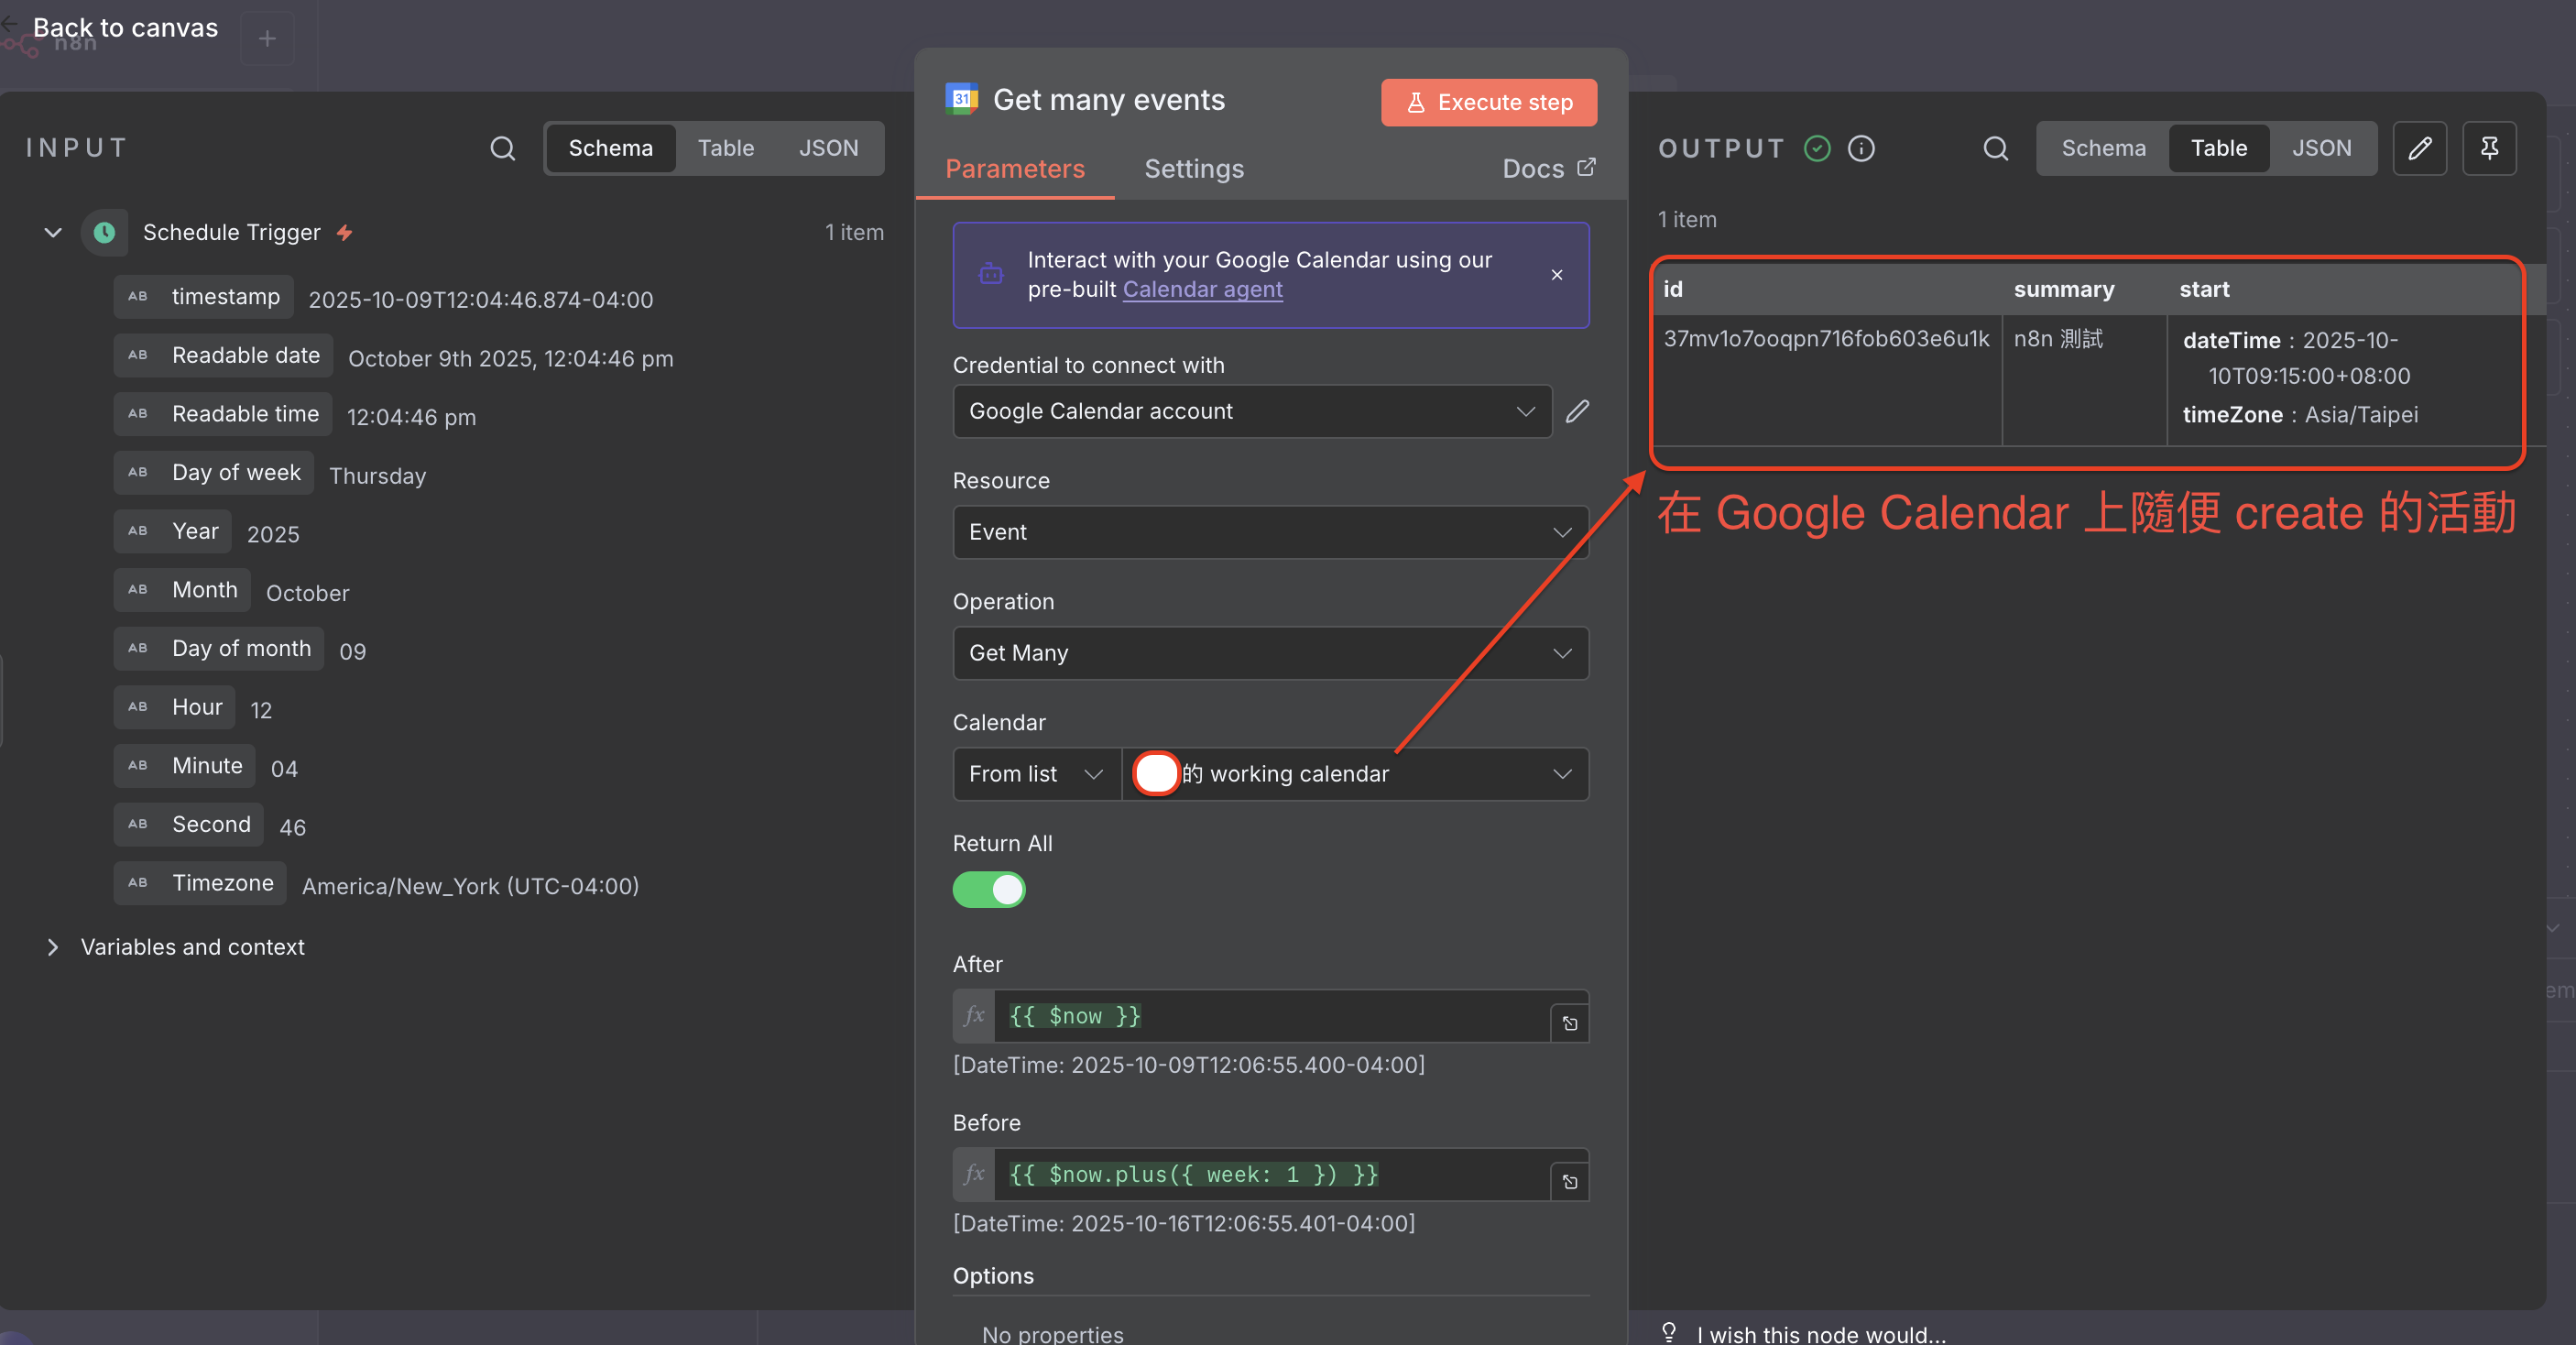 Back to canvas
n8n
INPUT
Schema
Table
JSON
Schedule Trigger
1 item
AB timestamp 2025-10-09T12:04:46.874-04:00
AB Readable date October 9th 2025, 12:04:46 pm
AB Readable time 12:04:46 pm
AB Day of week Thursday
AB Year 2025
AB Month October
AB Day of month 09
AB Hour 12
AB Minute 04
AB Second 46
AB Timezone America/New_York (UTC-04:00)
Variables and context
31 Get many events
Execute step
Parameters
Settings
Docs
Interact with your Google Calendar using our
pre-built Calendar agent
Credential to connect with
Google Calendar account
Resource
Event
Operation
Get Many
Calendar
From list
的 working calendar
Return All
After
fx {{ $now }}
[DateTime: 2025-10-09T12:06:55.400-04:00]
Before
fx {{ $now.plus({ week: 1 }) }}
[DateTime: 2025-10-16T12:06:55.401-04:00]
Options
No properties
OUTPUT
Schema
Table
JSON
1 item
id summary start
37mv1o7ooqpn716fob603e6u1k n8n 測試 dateTime : 2025-10-
10T09:15:00+08:00
timeZone : Asia/Taipei
在 Google Calendar 上隨便 create 的活動
em
I wish this node would...